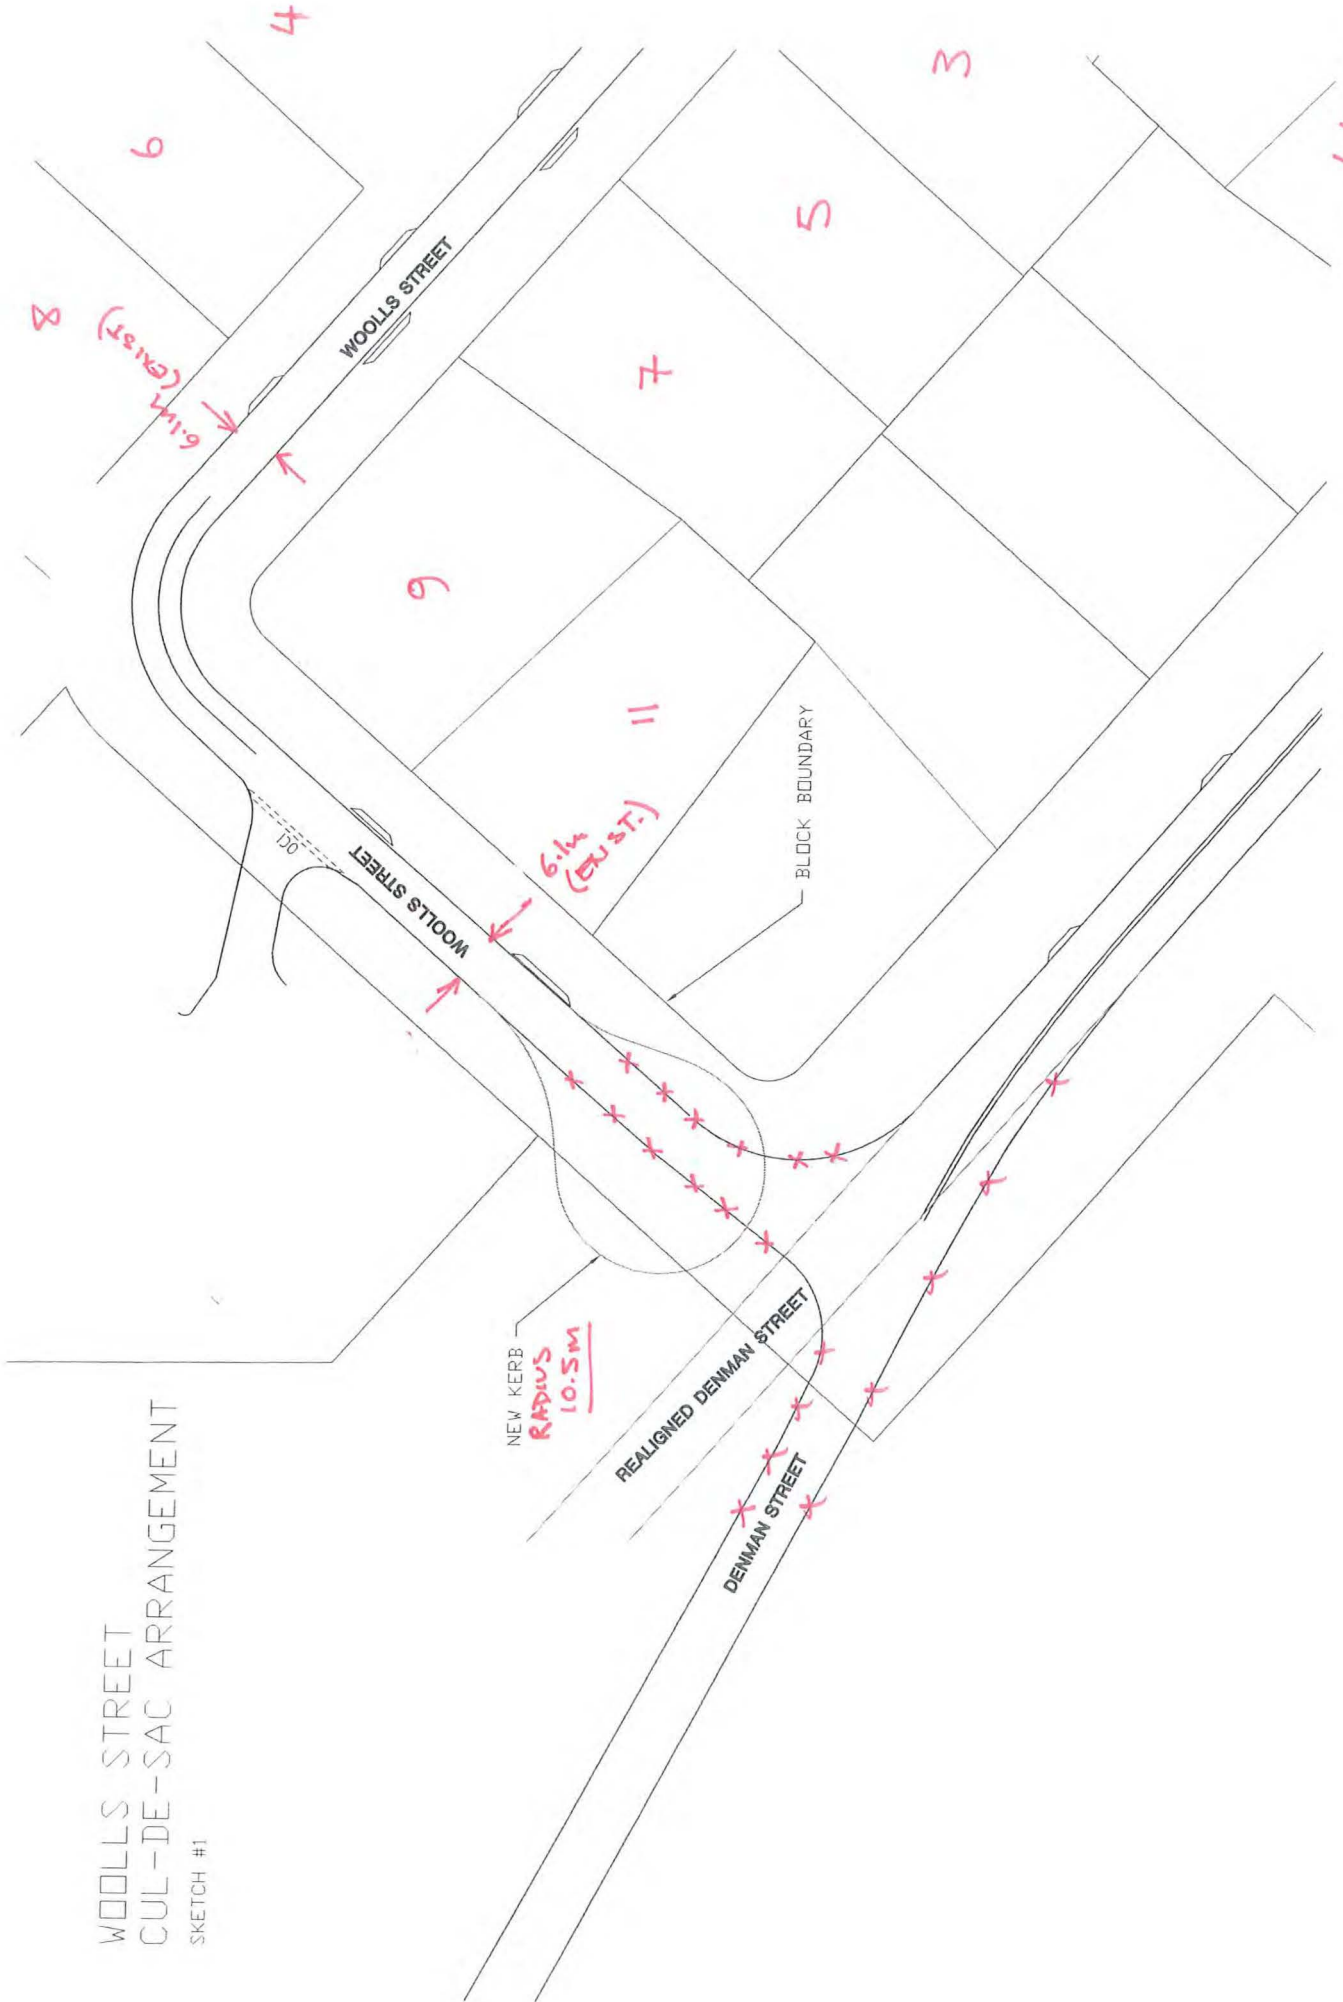 WOOLLS STREET
CUL-DE-SAC ARRANGEMENT
SKETCH #1
4
6
8
6.1m (EXIST)
WOOLLS STREET
3
5
7
9
11
WOOLLS STREET
6.1m
(EXIST.)
BLOCK BOUNDARY
NEW KERB
RADIUS
10.5m
REALIGNED DENMAN STREET
DENMAN STREET